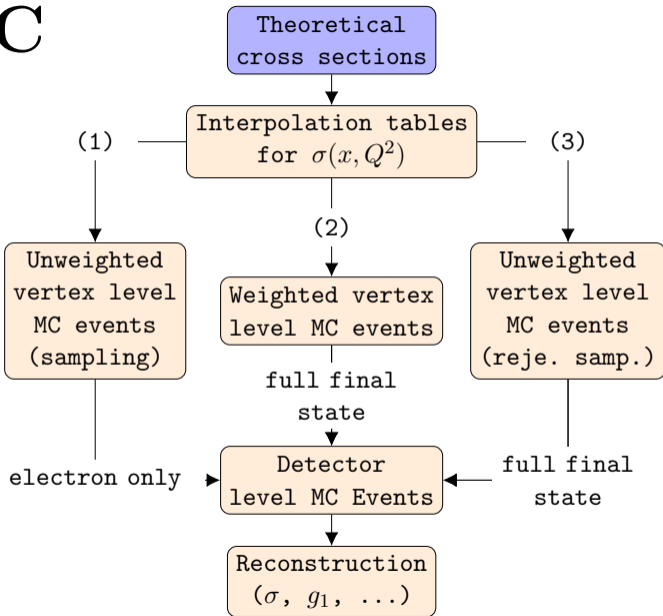 C
Theoretical
cross sections
Interpolation tables
for σ(x, Q²)
(1)
(2)
(3)
Unweighted
vertex level
MC events
(sampling)
Weighted vertex
level MC events
Unweighted
vertex level
MC events
(reje. samp.)
full final
state
electron only
Detector
level MC Events
full final
state
Reconstruction
(σ, g₁, ...)